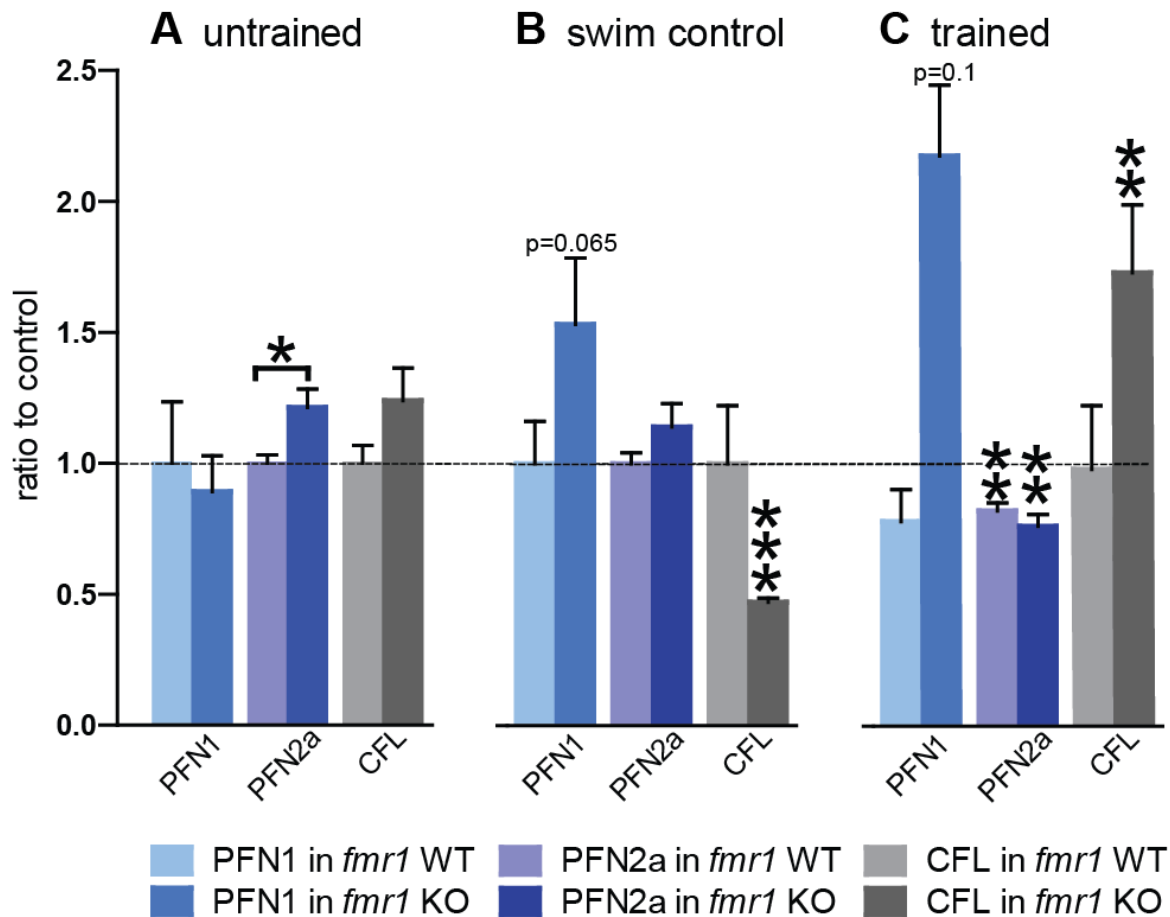 A untrained
B swim control
C trained
ratio to control
2.5
2.0
1.5
1.0
0.5
0.0
*
p=0.065
***
p=0.1
**
**
**
PFN1
PFN2a
CFL
PFN1
PFN2a
CFL
PFN1
PFN2a
CFL
PFN1 in fmr1 WT
PFN2a in fmr1 WT
CFL in fmr1 WT
PFN1 in fmr1 KO
PFN2a in fmr1 KO
CFL in fmr1 KO